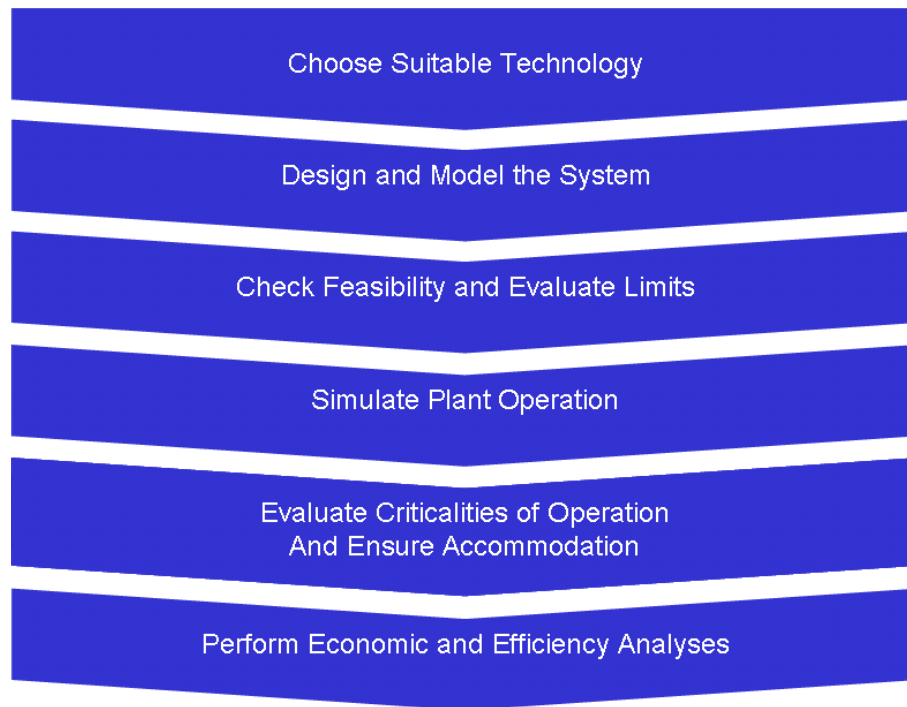 Choose Suitable Technology
Design and Model the System
Check Feasibility and Evaluate Limits
Simulate Plant Operation
Evaluate Criticalities of Operation
And Ensure Accommodation
Perform Economic and Efficiency Analyses